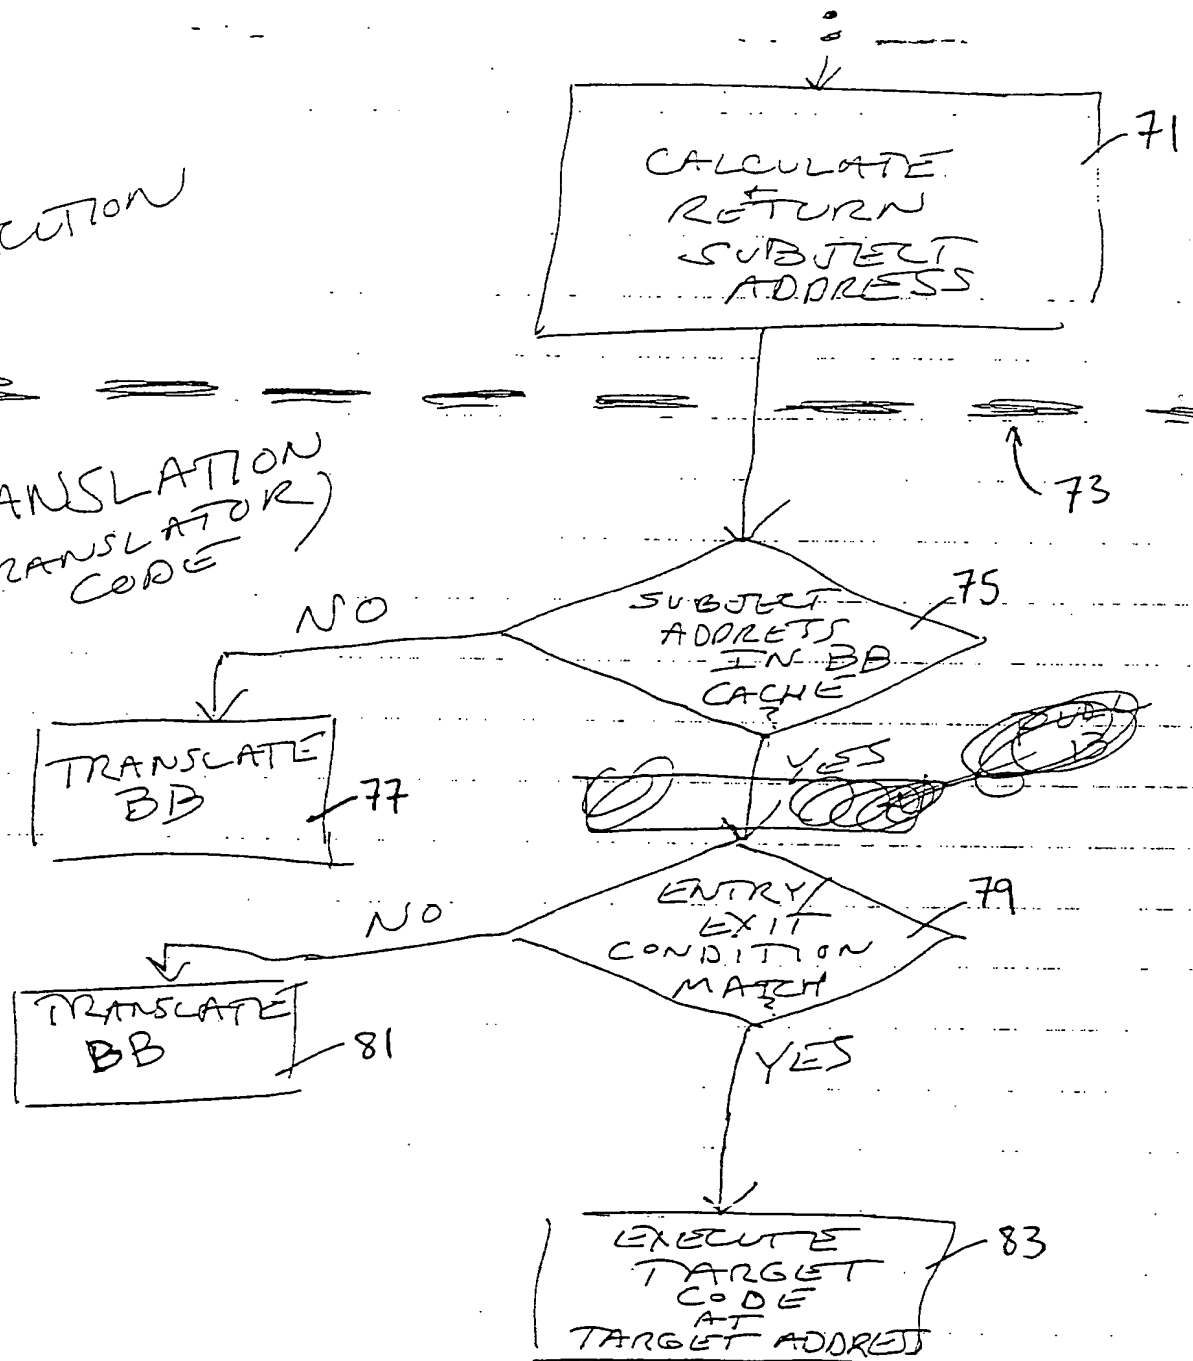 71
CALCULATE
RETURN
SUBJECT
ADDRESS
CUTION
73
ANSLATION
RANSLATOR)
CODE
NO
SUBJECT
ADDRESS
IN BB
CACHE
?
75
TRANSLATE
BB
77
YES
NO
ENTRY/
EXIT
CONDITION
MATCH
?
79
TRANSLATE
BB
81
YES
EXECUTE
TARGET
CODE
AT
TARGET ADDRESS
83